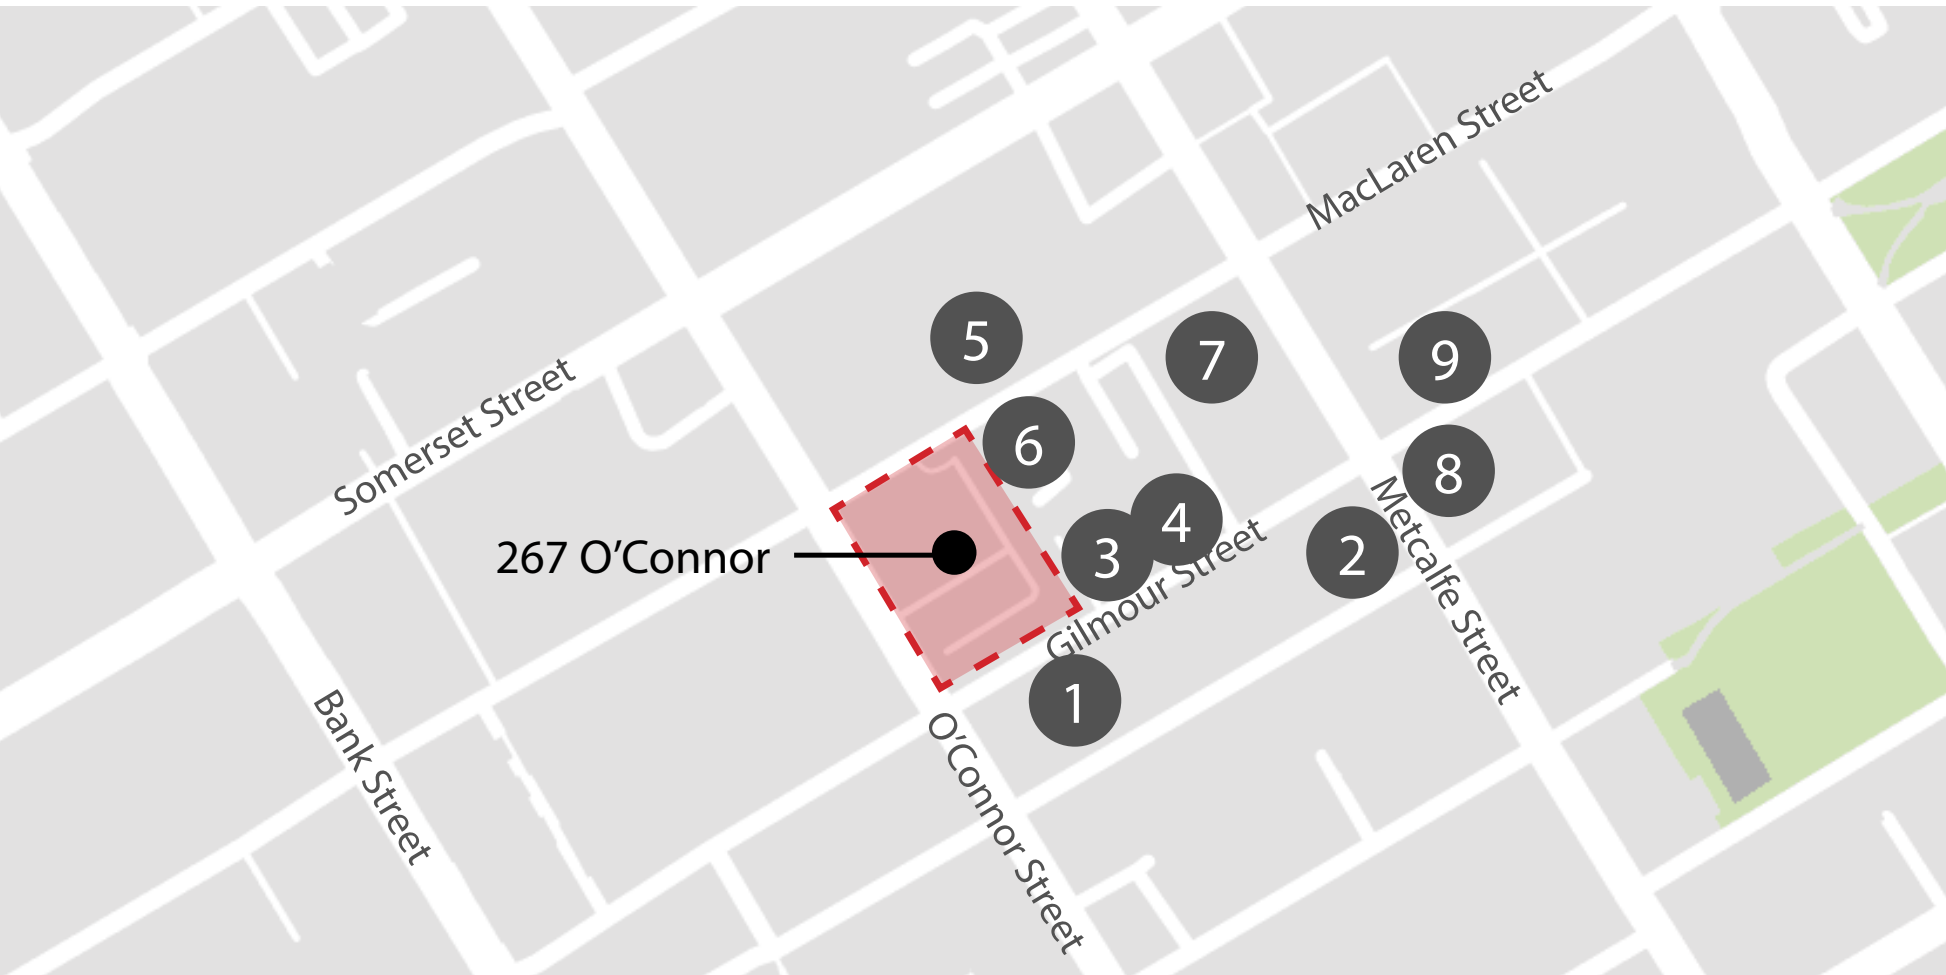 MacLaren Street
5
7
9
Somerset Street
6
8
4
3
2
267 O’Connor
Gilmour Street
Metcalfe Street
1
Bank Street
O’Connor Street